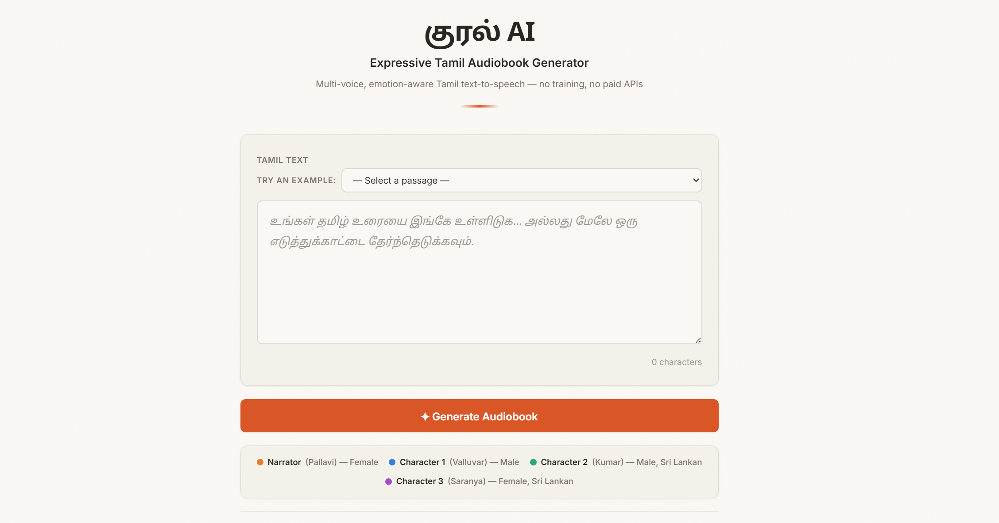 குரல் AI
Expressive Tamil Audiobook Generator
Multi-voice, emotion-aware Tamil text-to-speech — no training, no paid APIs
TAMIL TEXT
TRY AN EXAMPLE: — Select a passage —
உங்கள் தமிழ் உரையை இங்கே உள்ளிடுக... அல்லது மேலே ஒரு
எடுத்துக்காட்டை தேர்ந்தெடுக்கவும்.
0 characters
✦ Generate Audiobook
Narrator (Pallavi) — Female Character 1 (Valluvar) — Male Character 2 (Kumar) — Male, Sri Lankan
Character 3 (Saranya) — Female, Sri Lankan